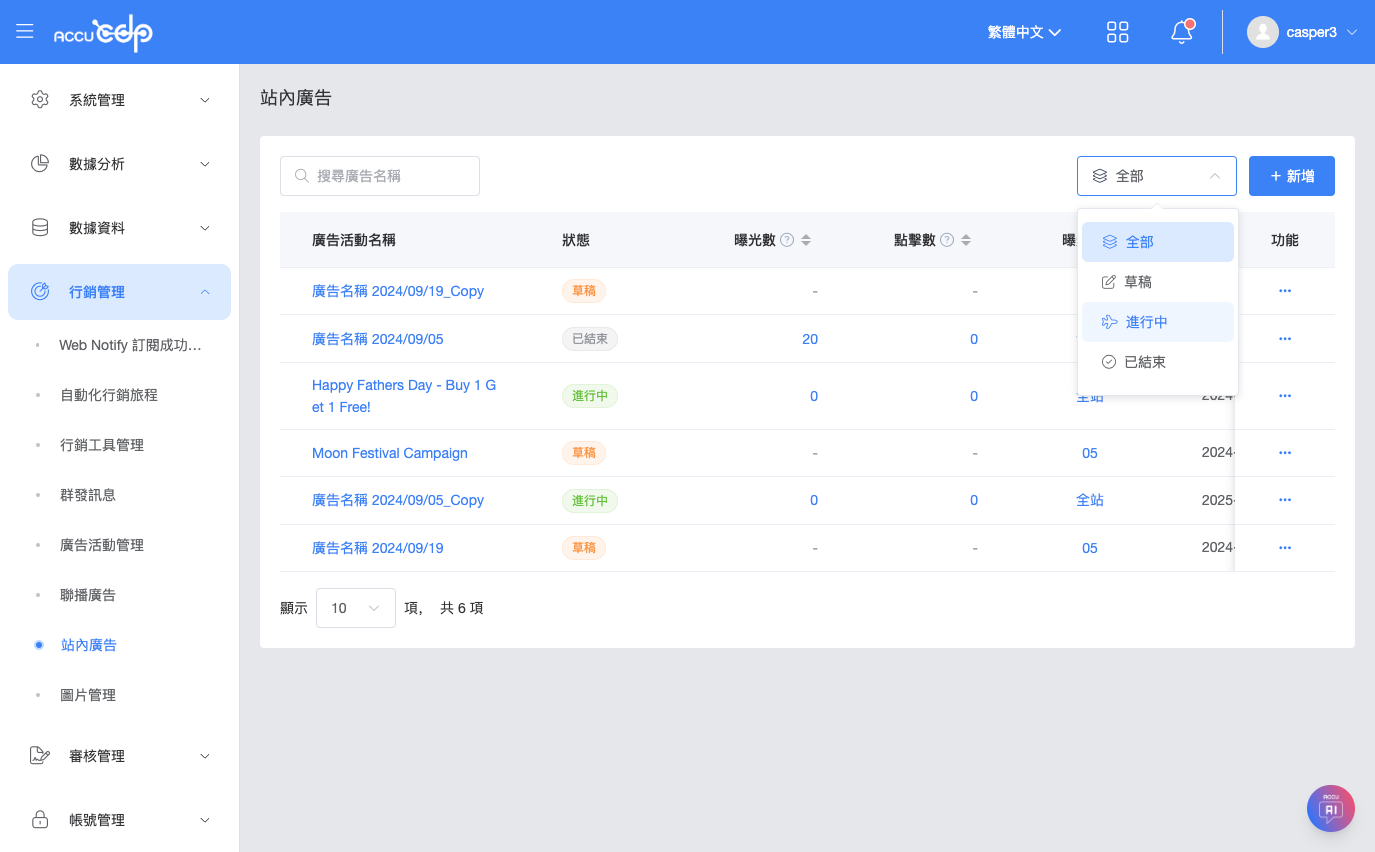 ACCU cdp
繁體中文
casper3
系統管理
數據分析
數據資料
行銷管理
Web Notify 訂閱成功...
自動化行銷旅程
行銷工具管理
群發訊息
廣告活動管理
聯播廣告
站內廣告
圖片管理
審核管理
帳號管理
站內廣告
搜尋廣告名稱
全部
+ 新增
全部
草稿
進行中
已結束
廣告活動名稱 狀態 曝光數 ? 點擊數 ? 曝 功能
廣告名稱 2024/09/19_Copy 草稿 - - ...
廣告名稱 2024/09/05 已結束 20 0 ...
Happy Fathers Day - Buy 1 G
et 1 Free! 進行中 0 0 全站 2024- ...
Moon Festival Campaign 草稿 - - 05 2024- ...
廣告名稱 2024/09/05_Copy 進行中 0 0 全站 2025- ...
廣告名稱 2024/09/19 草稿 - - 05 2024- ...
顯示 10 項， 共 6 項
ACCU
AI